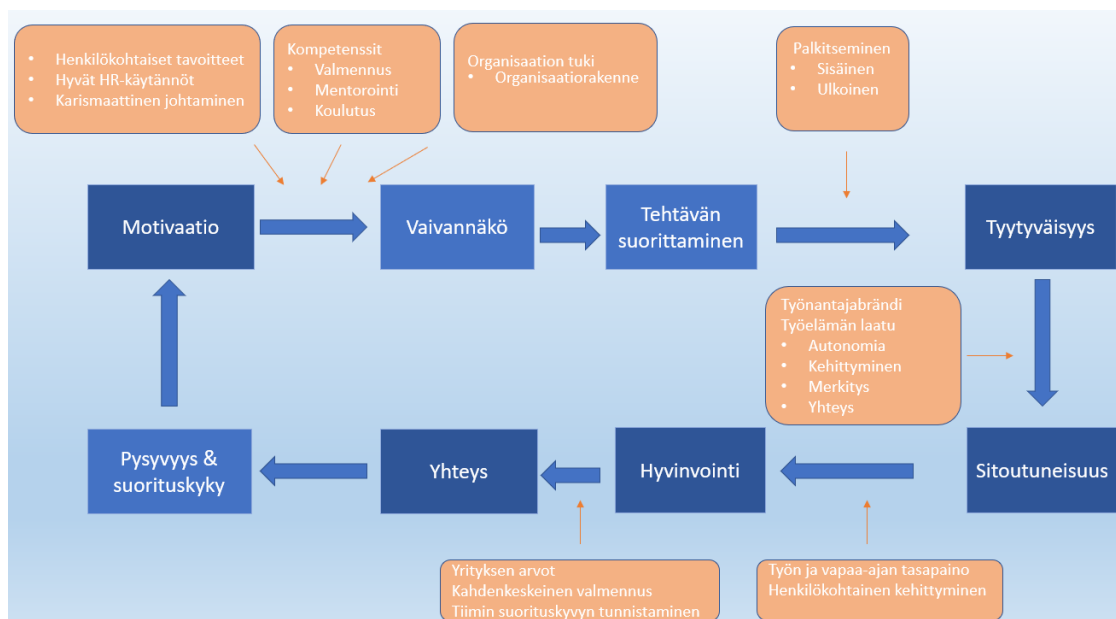 Henkilökohtaiset tavoitteet
Hyvät HR-käytännöt
Karismaattinen johtaminen
Kompetenssit
Valmennus
Mentorointi
Koulutus
Organisaation tuki
Organisaatiorakenne
Palkitseminen
Sisäinen
Ulkoinen
Motivaatio
Vaivannäkö
Tehtävän
suorittaminen
Tyytyväisyys
Työnantajabrändi
Työelämän laatu
Autonomia
Kehittyminen
Merkitys
Yhteys
Pysyvyys &
suorituskyky
Yhteys
Hyvinvointi
Sitoutuneisuus
Yrityksen arvot
Kahdenkeskeinen valmennus
Tiimin suorituskyvyn tunnistaminen
Työn ja vapaa-ajan tasapaino
Henkilökohtainen kehittyminen